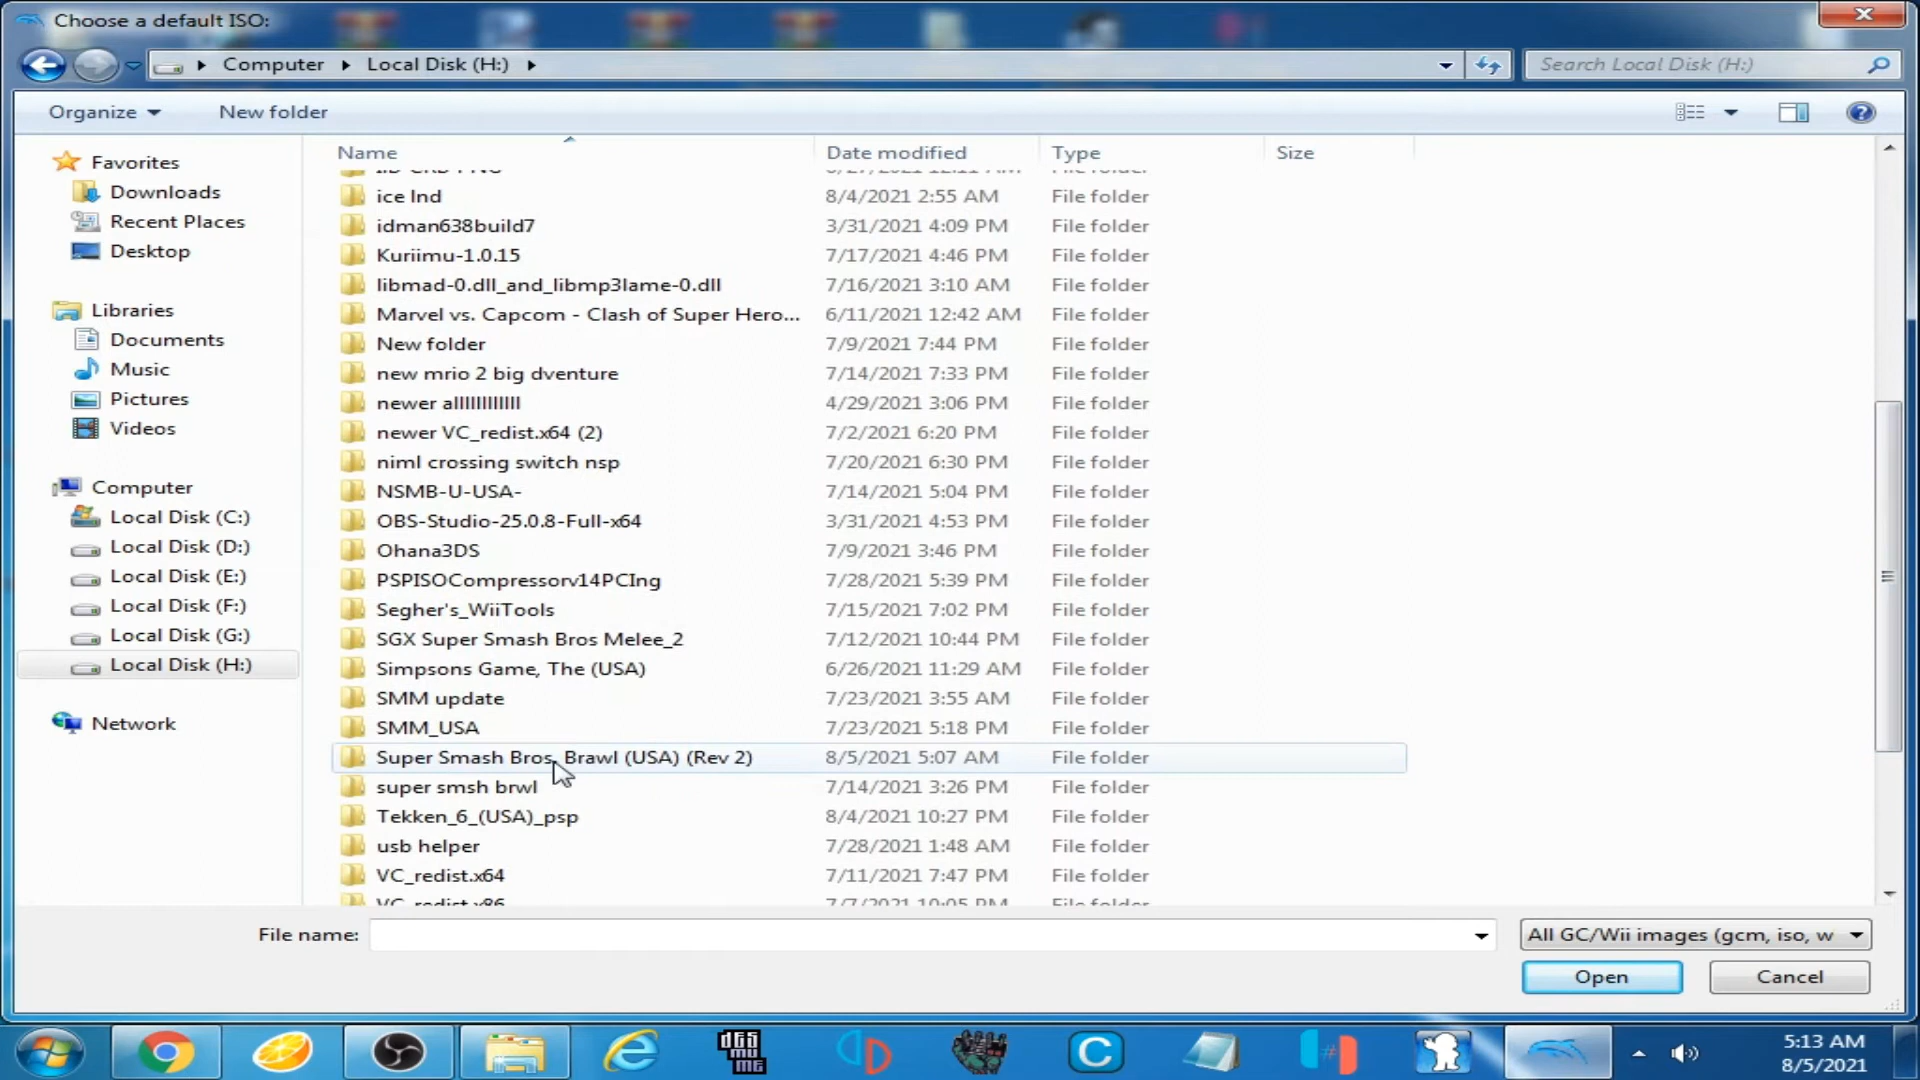 Choose a default ISO:
Computer Local Disk (H:)
Search Local Disk (H:)
Organize New folder
Name Date modified Type Size
Favorites
Downloads
Recent Places
Desktop
Libraries
Documents
Music
Pictures
Videos
Computer
Local Disk (C:)
Local Disk (D:)
Local Disk (E:)
Local Disk (F:)
Local Disk (G:)
Local Disk (H:)
Network
ice lnd 8/4/2021 2:55 AM File folder
idman638build7 3/31/2021 4:09 PM File folder
Kuriimu-1.0.15 7/17/2021 4:46 PM File folder
libmad-0.dll_and_libmp3lame-0.dll 7/16/2021 3:10 AM File folder
Marvel vs. Capcom - Clash of Super Hero... 6/11/2021 12:42 AM File folder
New folder 7/9/2021 7:44 PM File folder
new mrio 2 big dventure 7/14/2021 7:33 PM File folder
newer alllllllllllll 4/29/2021 3:06 PM File folder
newer VC_redist.x64 (2) 7/2/2021 6:20 PM File folder
niml crossing switch nsp 7/20/2021 6:30 PM File folder
NSMB-U-USA- 7/14/2021 5:04 PM File folder
OBS-Studio-25.0.8-Full-x64 3/31/2021 4:53 PM File folder
Ohana3DS 7/9/2021 3:46 PM File folder
PSPISOCompressorv14PCIng 7/28/2021 5:39 PM File folder
Segher's_WiiTools 7/15/2021 7:02 PM File folder
SGX Super Smash Bros Melee_2 7/12/2021 10:44 PM File folder
Simpsons Game, The (USA) 6/26/2021 11:29 AM File folder
SMM update 7/23/2021 3:55 AM File folder
SMM_USA 7/23/2021 5:18 PM File folder
Super Smash Bros. Brawl (USA) (Rev 2) 8/5/2021 5:07 AM File folder
super smsh brwl 7/14/2021 3:26 PM File folder
Tekken_6_(USA)_psp 8/4/2021 10:27 PM File folder
usb helper 7/28/2021 1:48 AM File folder
VC_redist.x64 7/11/2021 7:47 PM File folder
VC_redist.x86 7/7/2021 10:05 PM File folder
File name:
All GC/Wii images (gcm, iso, w
Open Cancel
desmume
5:13 AM
8/5/2021